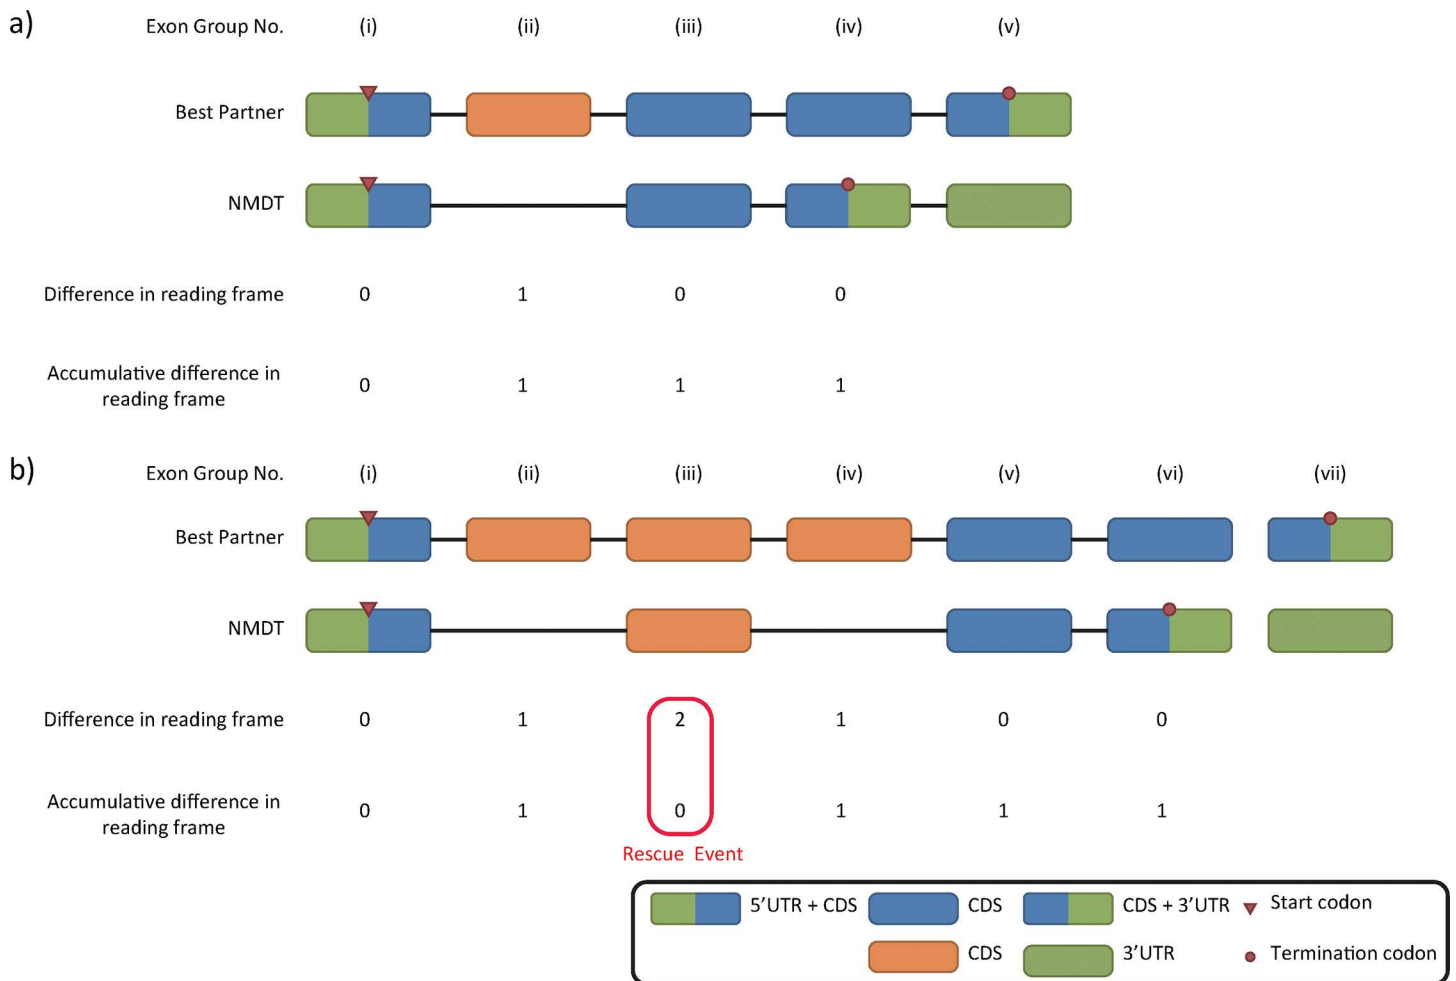 a) Exon Group No. (i) (ii) (iii) (iv) (v)
Best Partner
NMDT
Difference in reading frame 0 1 0 0
Accumulative difference in
reading frame 0 1 1 1
b) Exon Group No. (i) (ii) (iii) (iv) (v) (vi) (vii)
Best Partner
NMDT
Difference in reading frame 0 1 2 1 0 0
Accumulative difference in
reading frame 0 1 0 1 1 1
Rescue Event
5'UTR + CDS CDS CDS + 3'UTR Start codon
CDS 3'UTR Termination codon